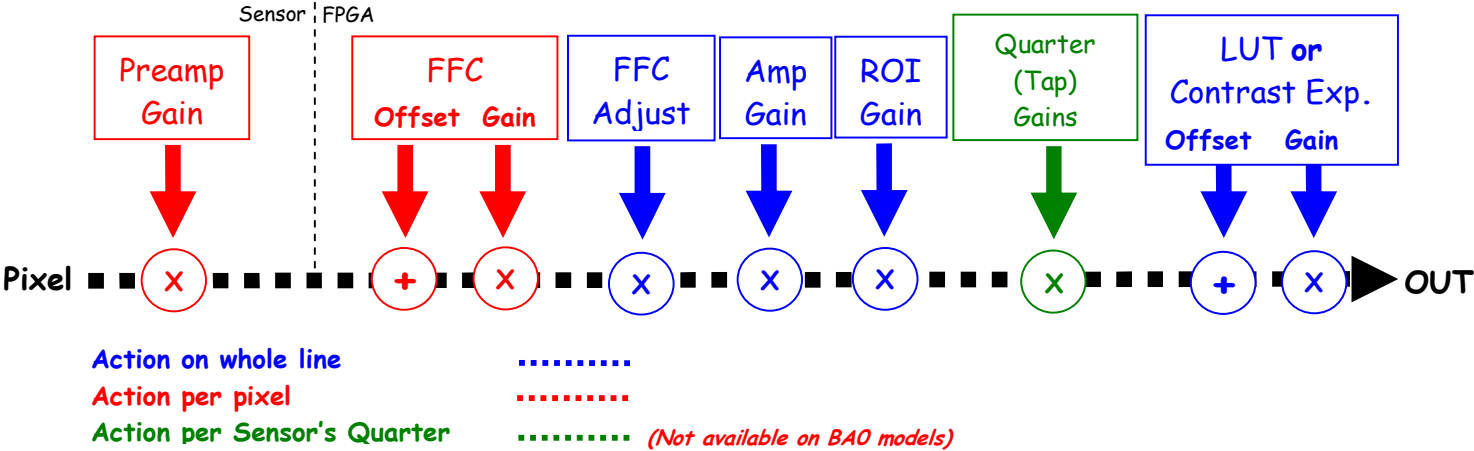 Sensor FPGA
Preamp
Gain
FFC
Offset Gain
FFC
Adjust
Amp
Gain
ROI
Gain
Quarter
(Tap)
Gains
LUT or
Contrast Exp.
Offset Gain
Pixel X + X X X X X + X OUT
Action on whole line
Action per pixel
Action per Sensor's Quarter (Not available on BA0 models)